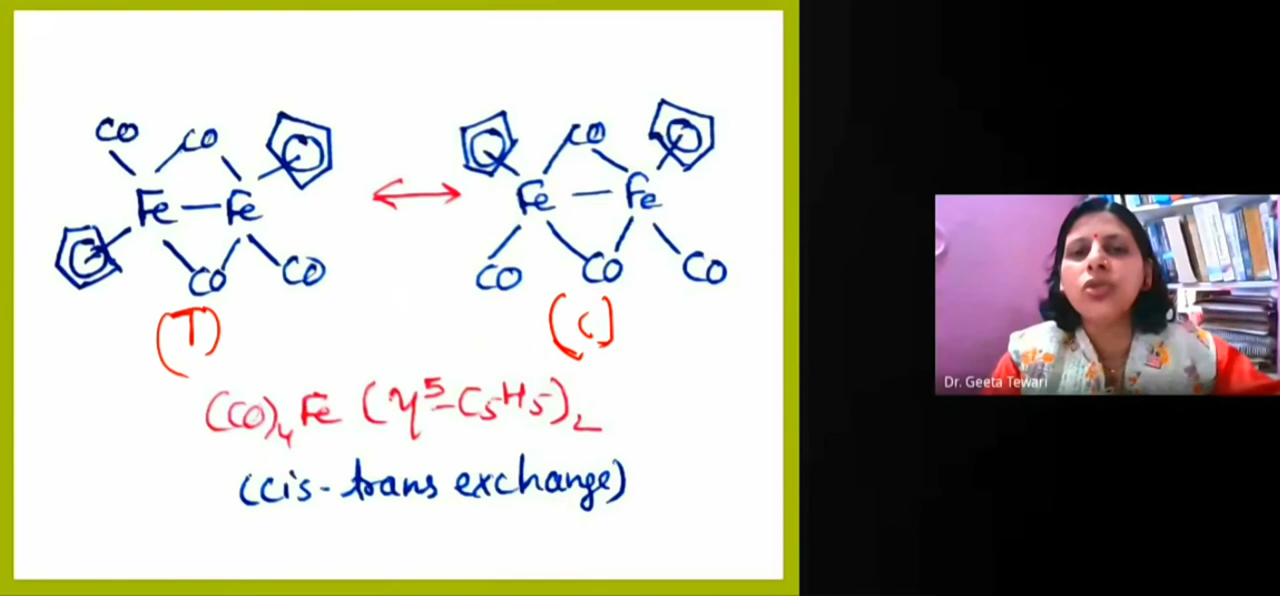 CO CO
Fe — Fe
CO CO
(T)
CO
Fe — Fe
CO CO CO
(C)
(CO)₄ Fe (η⁵-C₅H₅)₂
(cis-trans exchange)
Dr. Geeta Tewari